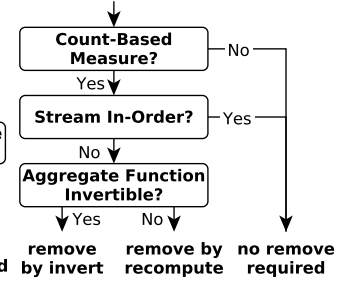 Count-Based
Measure?
No
Yes
Stream In-Order?
Yes
No
Aggregate Function
Invertible?
Yes
No
remove
by invert
remove by
recompute
no remove
required